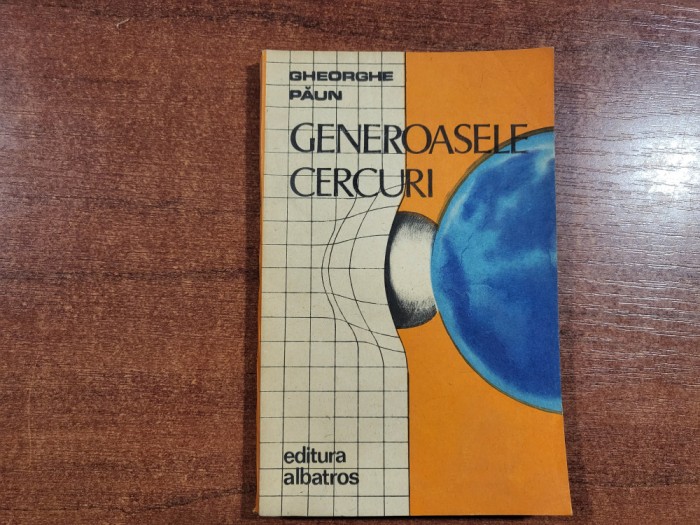 GHEORGHE
PĂUN
GENEROASELE
CERCURI
editura
albatros